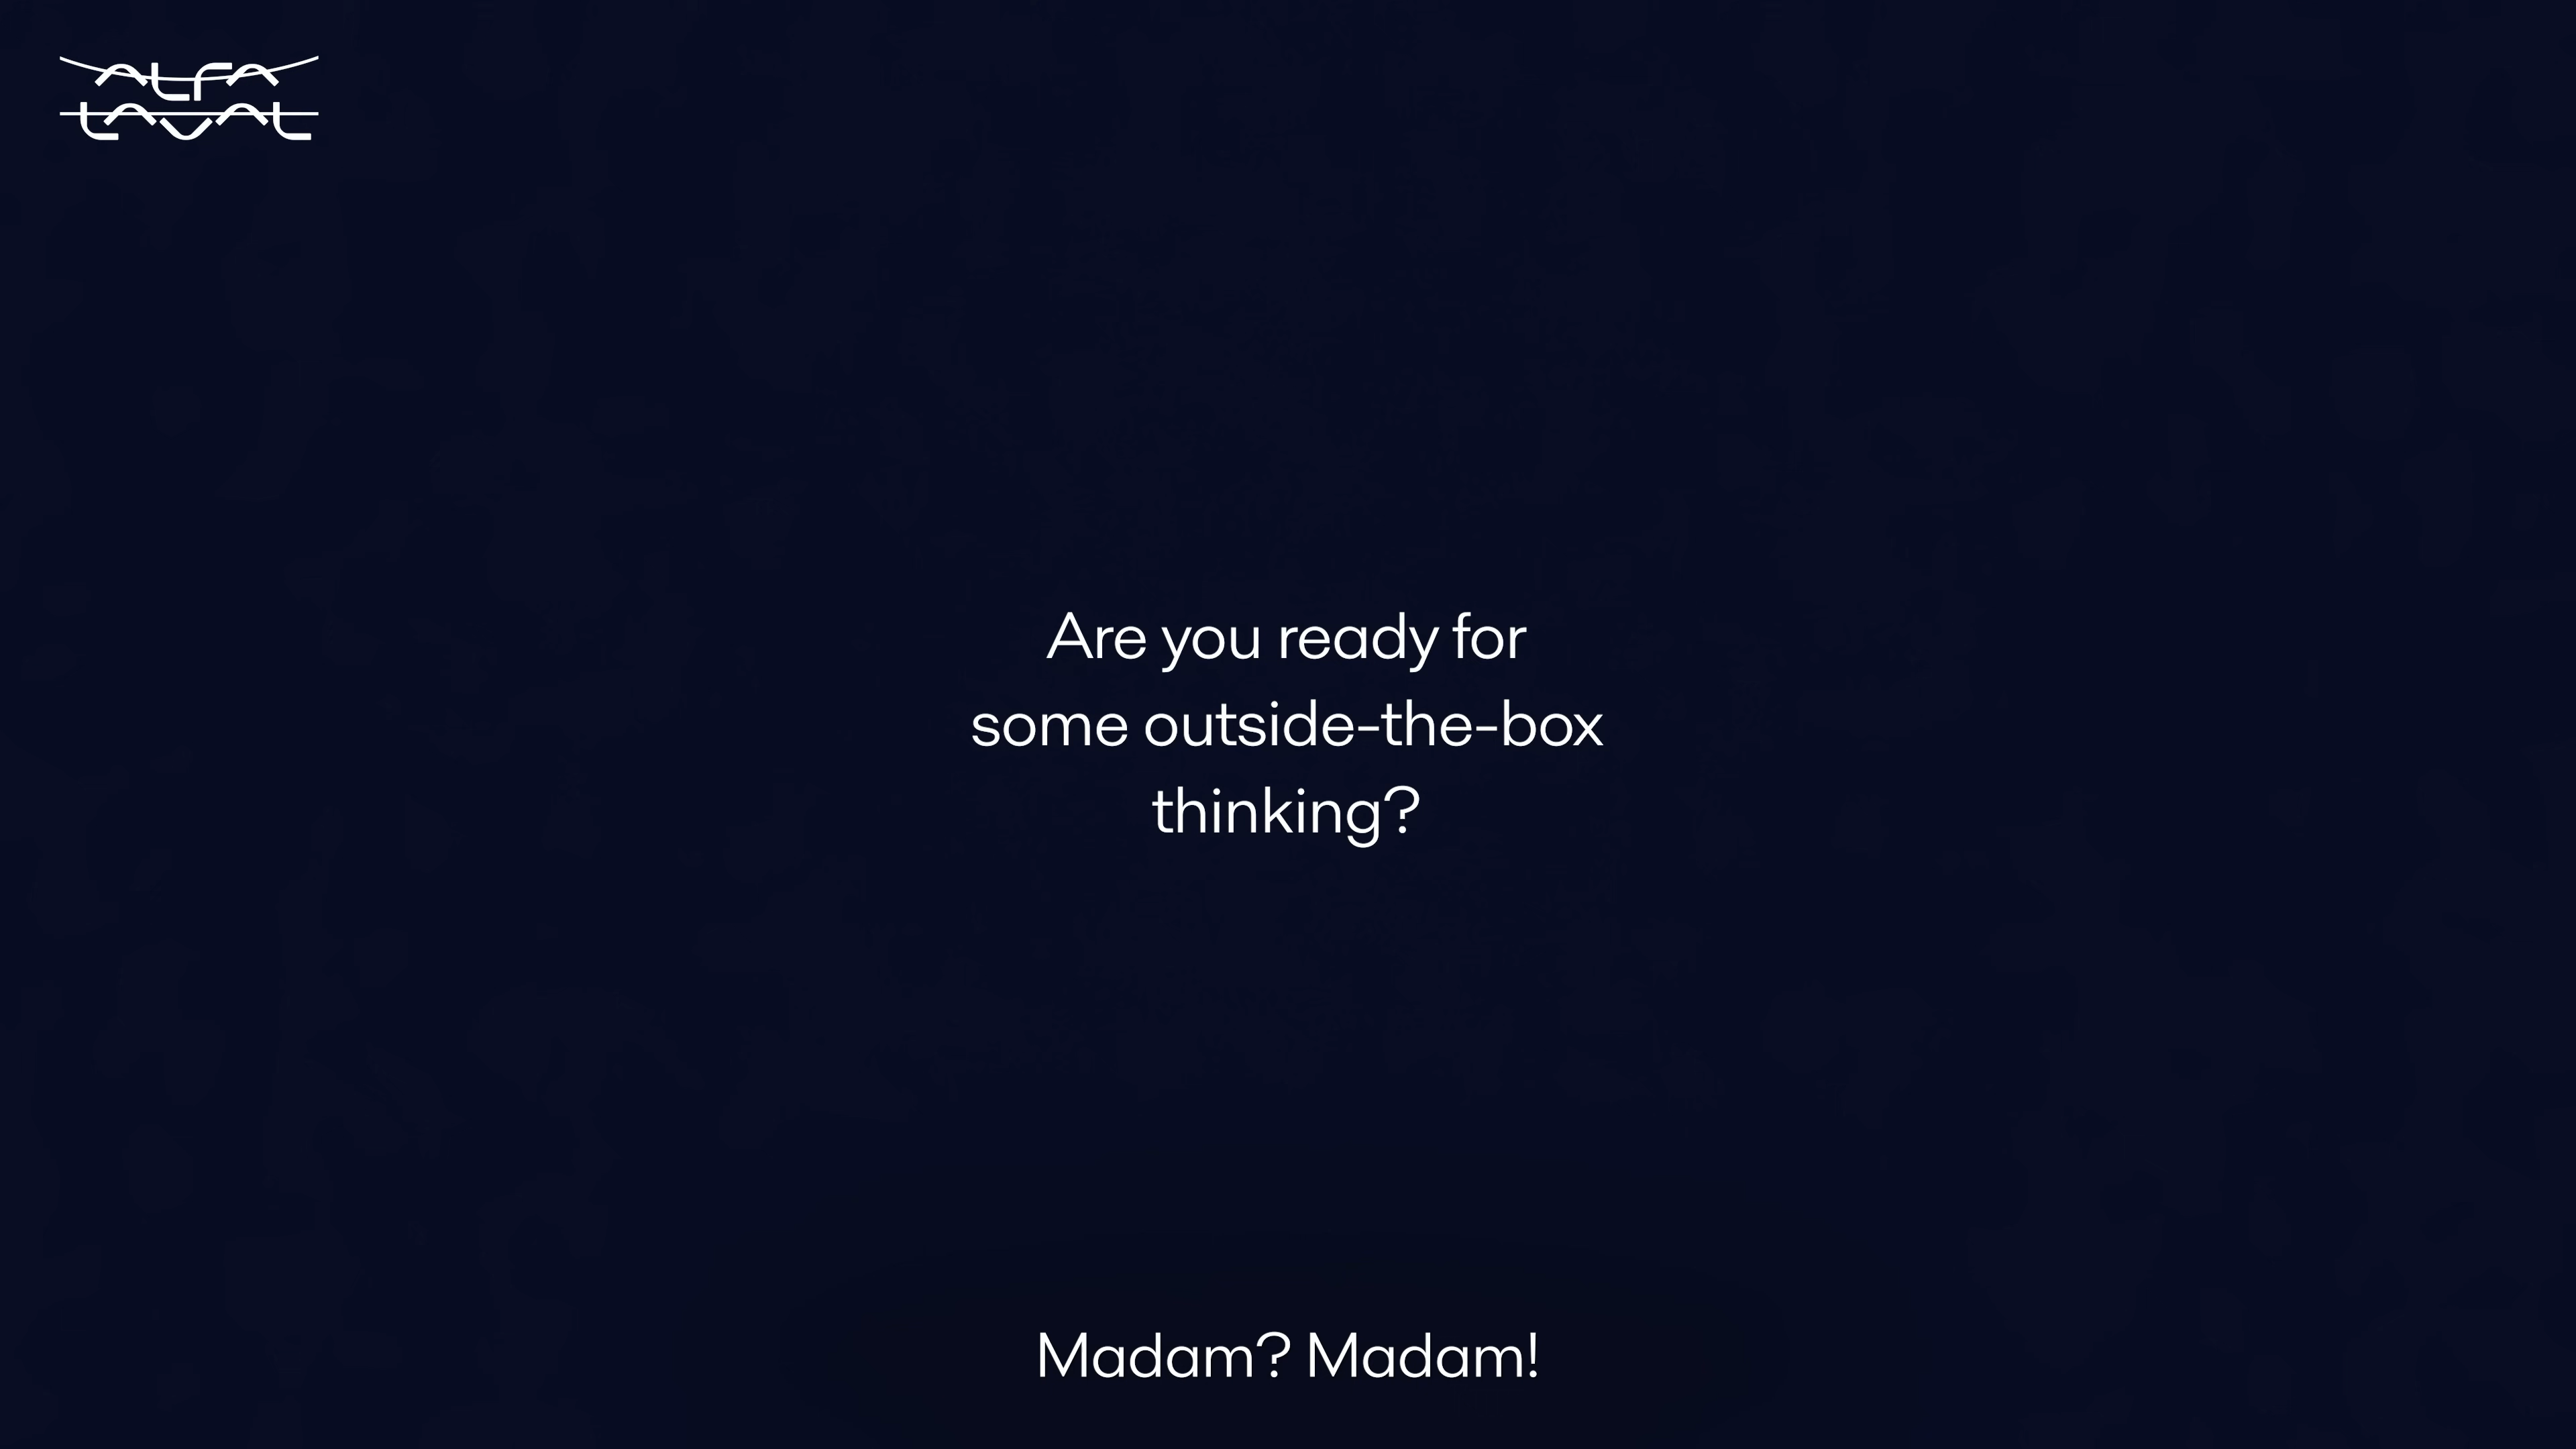 ALFA
LAVAL
Are you ready for
some outside-the-box
thinking?
Madam? Madam!